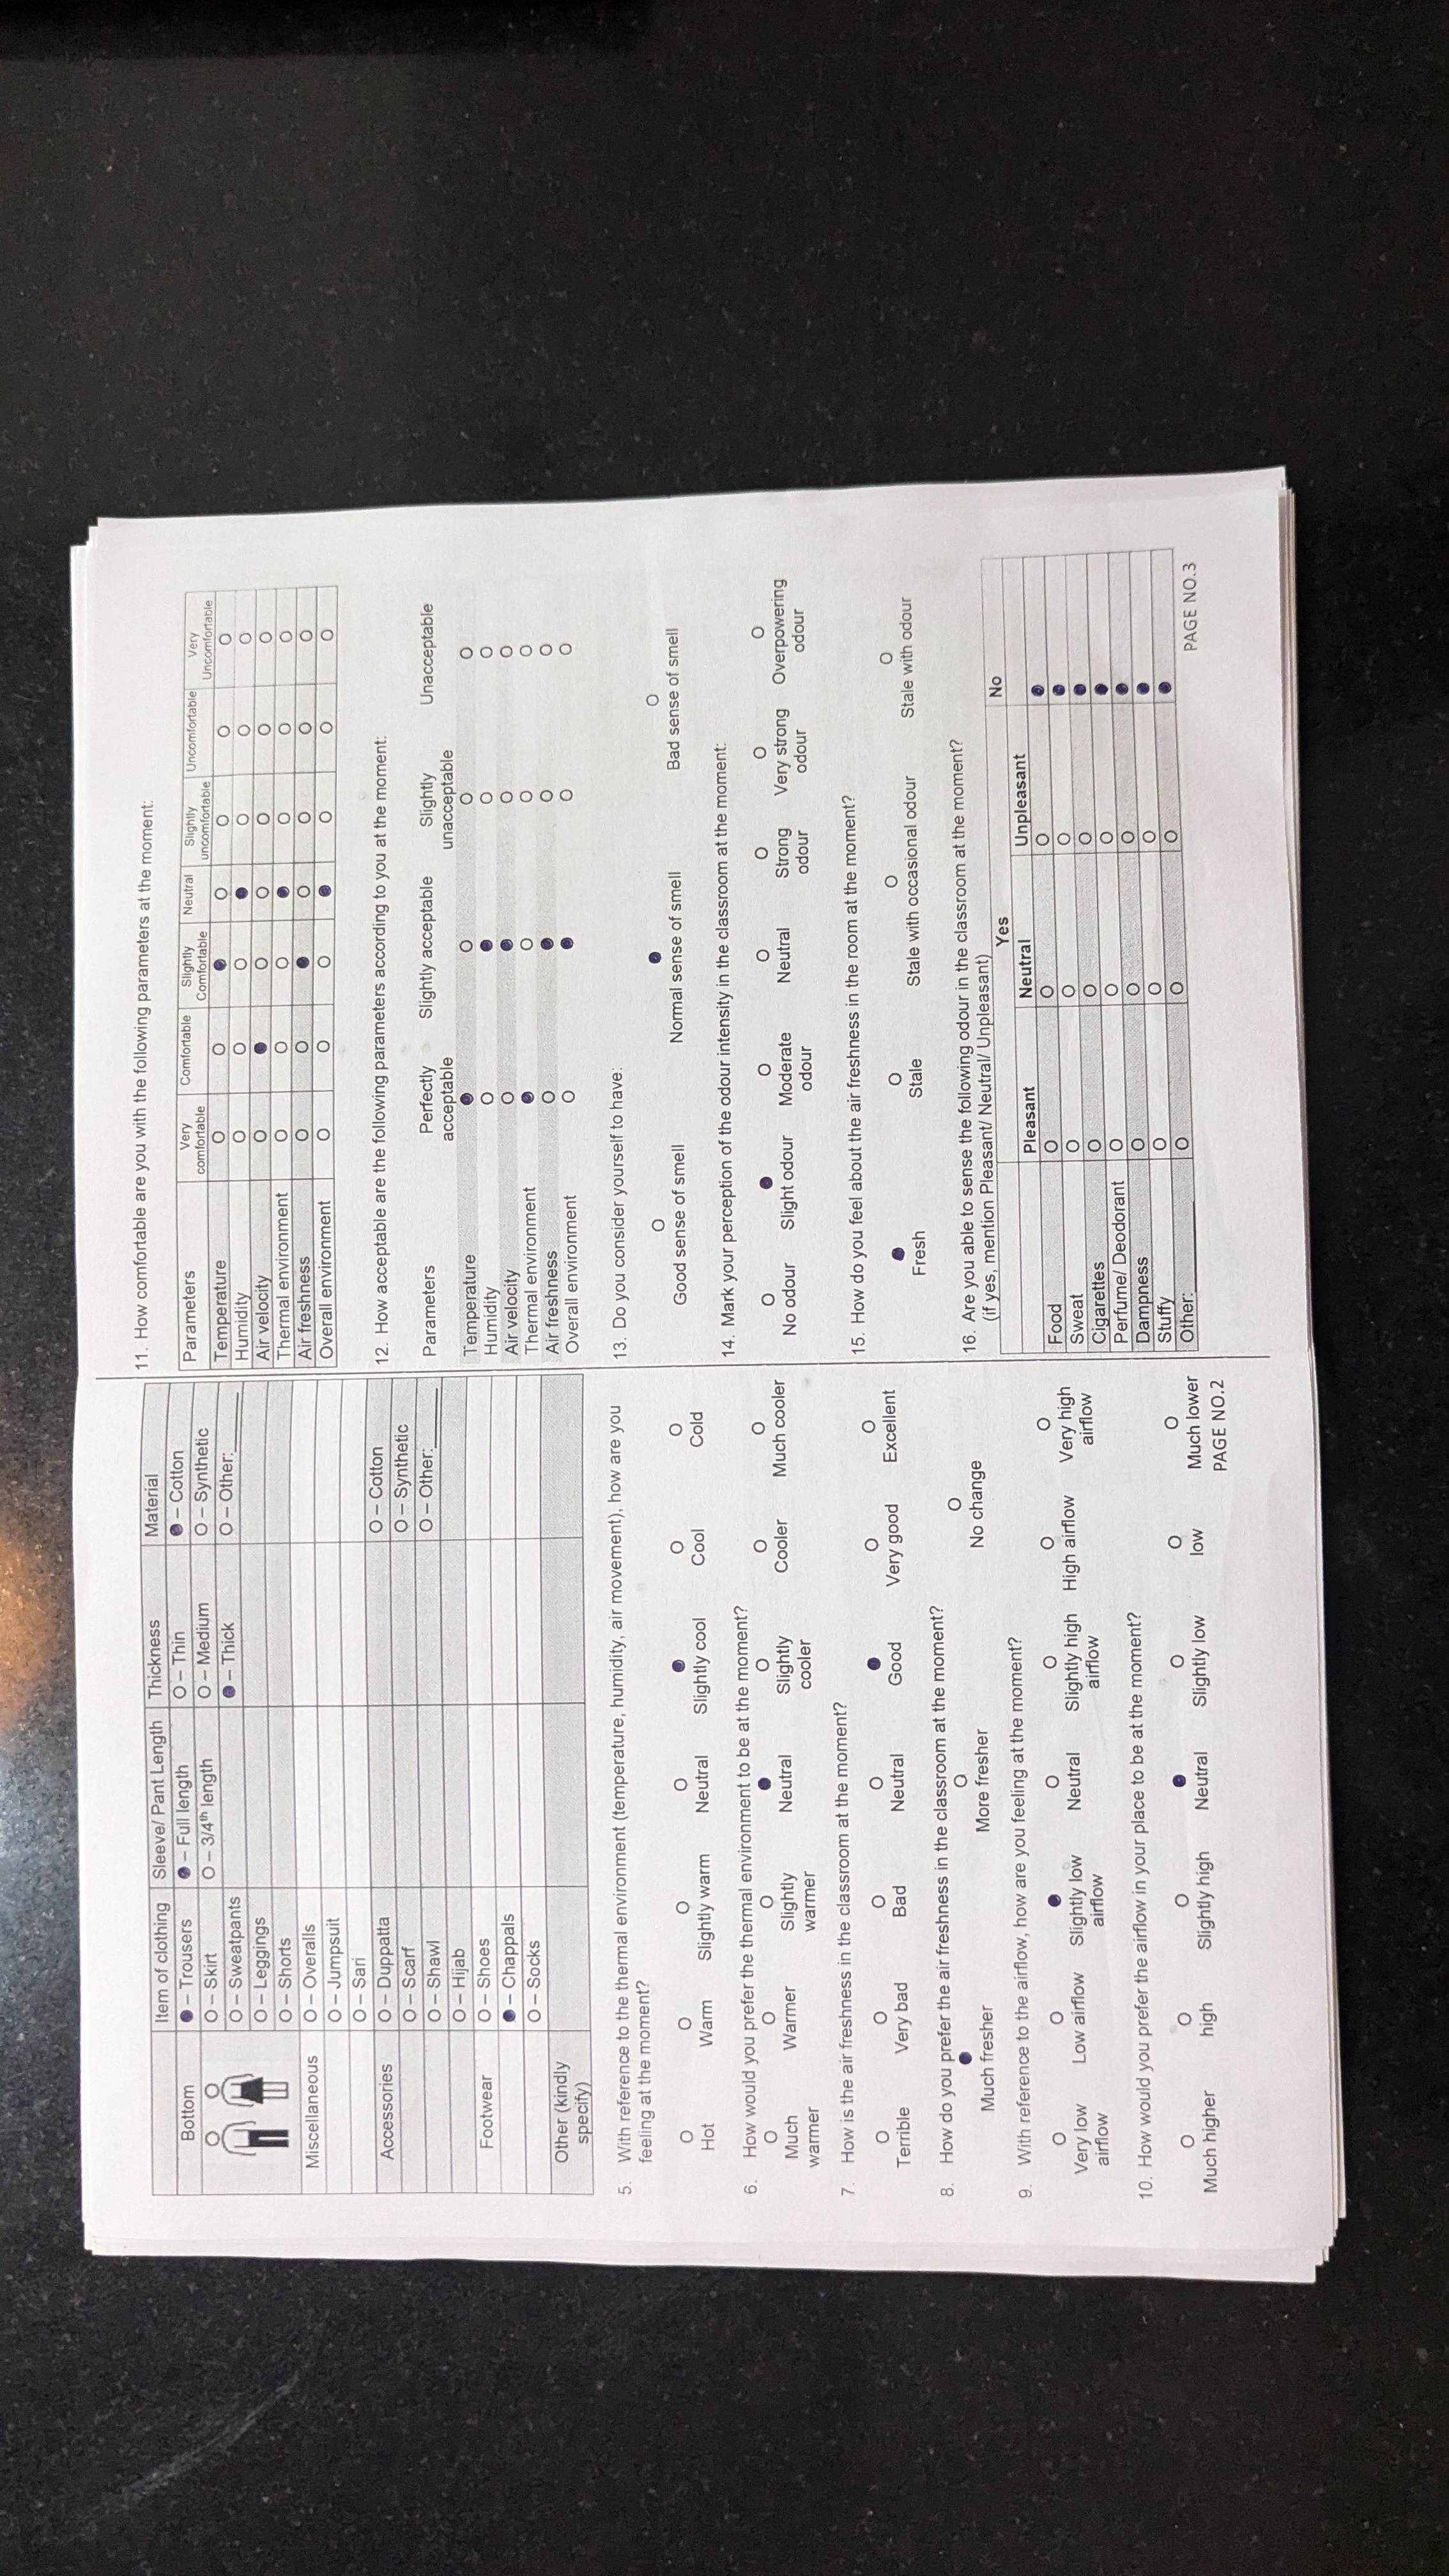 Item of clothing Sleeve/ Pant Length Thickness Material
Bottom ● – Trousers ● – Full length O – Thin ● – Cotton
O – Skirt O – 3/4th length O – Medium O – Synthetic
O – Sweatpants ● – Thick O – Other:____
O – Leggings
O – Shorts
Miscellaneous O – Overalls
O – Jumpsuit
O – Sari
Accessories O – Duppatta O – Cotton
O – Scarf O – Synthetic
O – Shawl O – Other:____
O – Hijab
Footwear O – Shoes
● – Chappals
O – Socks
Other (kindly
specify)
5. With reference to the thermal environment (temperature, humidity, air movement), how are you
feeling at the moment?
O O O O ● O O
Hot Warm Slightly warm Neutral Slightly cool Cool Cold
6. How would you prefer the thermal environment to be at the moment?
O O O ● O O O
Much Warmer Slightly Neutral Slightly Cooler Much cooler
warmer warmer cooler
7. How is the air freshness in the classroom at the moment?
O O O O ● O O
Terrible Very bad Bad Neutral Good Very good Excellent
8. How do you prefer the air freshness in the classroom at the moment?
● O O
Much fresher More fresher No change
9. With reference to the airflow, how are you feeling at the moment?
O O ● O O O O
Very low Low airflow Slightly low Neutral Slightly high High airflow Very high
airflow airflow airflow airflow
10. How would you prefer the airflow in your place to be at the moment?
O O O ● O O O
Much higher high Slightly high Neutral Slightly low low Much lower
PAGE NO.2
11. How comfortable are you with the following parameters at the moment:
Parameters Very comfortable Comfortable Slightly Comfortable Neutral Slightly uncomfortable Uncomfortable Very Uncomfortable
Temperature O O ● O O O O
Humidity O O O ● O O O
Air velocity O ● O O O O O
Thermal environment O O O ● O O O
Air freshness O O ● O O O O
Overall environment O O O ● O O O
12. How acceptable are the following parameters according to you at the moment:
Parameters Perfectly acceptable Slightly acceptable Slightly unacceptable Unacceptable
Temperature ● O O O
Humidity O ● O O
Air velocity O ● O O
Thermal environment ● O O O
Air freshness O ● O O
Overall environment O ● O O
13. Do you consider yourself to have:
O ● O
Good sense of smell Normal sense of smell Bad sense of smell
14. Mark your perception of the odour intensity in the classroom at the moment:
O ● O O O O O
No odour Slight odour Moderate Neutral Strong Very strong Overpowering
odour odour odour odour
15. How do you feel about the air freshness in the room at the moment?
● O O O
Fresh Stale Stale with occasional odour Stale with odour
16. Are you able to sense the following odour in the classroom at the moment?
(if yes, mention Pleasant/ Neutral/ Unpleasant)
Yes No
Pleasant Neutral Unpleasant
Food O O O ●
Sweat O O O ●
Cigarettes O O O ●
Perfume/ Deodorant O O O ●
Dampness O O O ●
Stuffy O O O ●
Other:________ O O O ●
PAGE NO.3